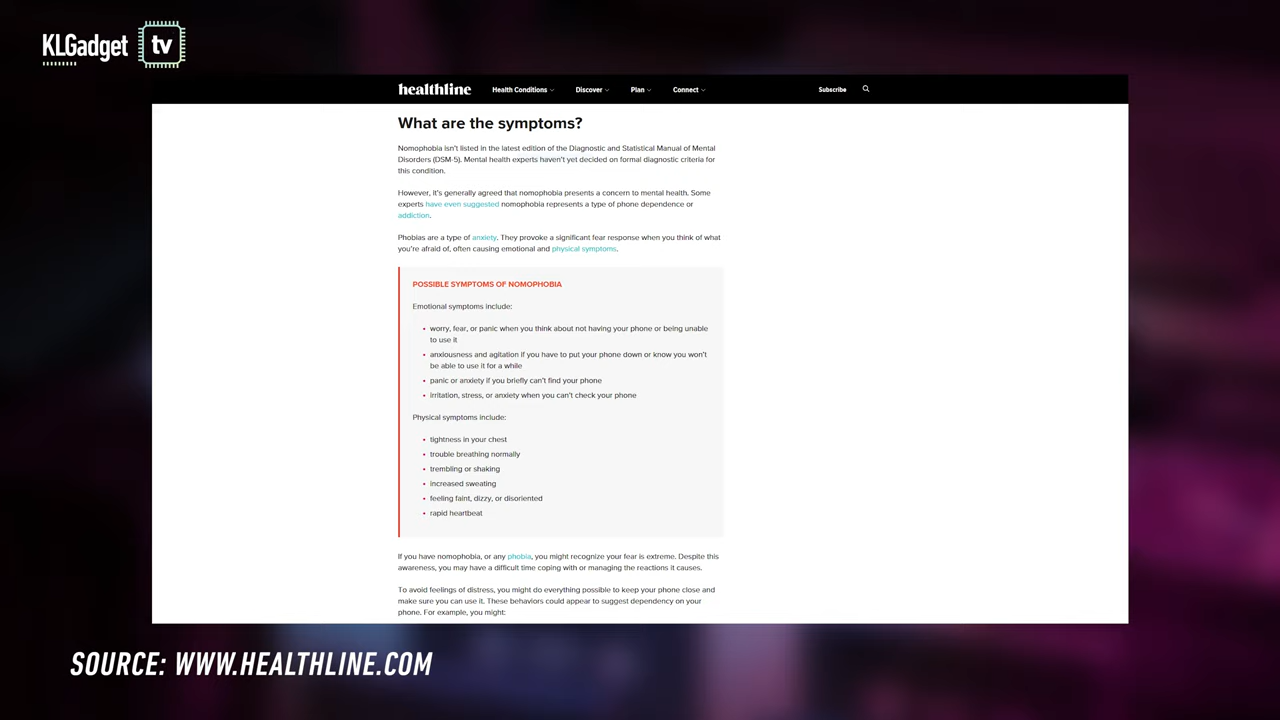 KLGadget tv
healthline Health Conditions Discover Plan Connect Subscribe
What are the symptoms?
Nomophobia isn't listed in the latest edition of the Diagnostic and Statistical Manual of Mental
Disorders (DSM-5). Mental health experts haven't yet decided on formal diagnostic criteria for
this condition.
However, it's generally agreed that nomophobia presents a concern to mental health. Some
experts have even suggested nomophobia represents a type of phone dependence or
addiction.
Phobias are a type of anxiety. They provoke a significant fear response when you think of what
you're afraid of, often causing emotional and physical symptoms.
POSSIBLE SYMPTOMS OF NOMOPHOBIA
Emotional symptoms include:
• worry, fear, or panic when you think about not having your phone or being unable
to use it
• anxiousness and agitation if you have to put your phone down or know you won't
be able to use it for a while
• panic or anxiety if you briefly can't find your phone
• irritation, stress, or anxiety when you can't check your phone
Physical symptoms include:
• tightness in your chest
• trouble breathing normally
• trembling or shaking
• increased sweating
• feeling faint, dizzy, or disoriented
• rapid heartbeat
If you have nomophobia, or any phobia, you might recognize your fear is extreme. Despite this
awareness, you may have a difficult time coping with or managing the reactions it causes.
To avoid feelings of distress, you might do everything possible to keep your phone close and
make sure you can use it. These behaviors could appear to suggest dependency on your
phone. For example, you might:
SOURCE: WWW.HEALTHLINE.COM